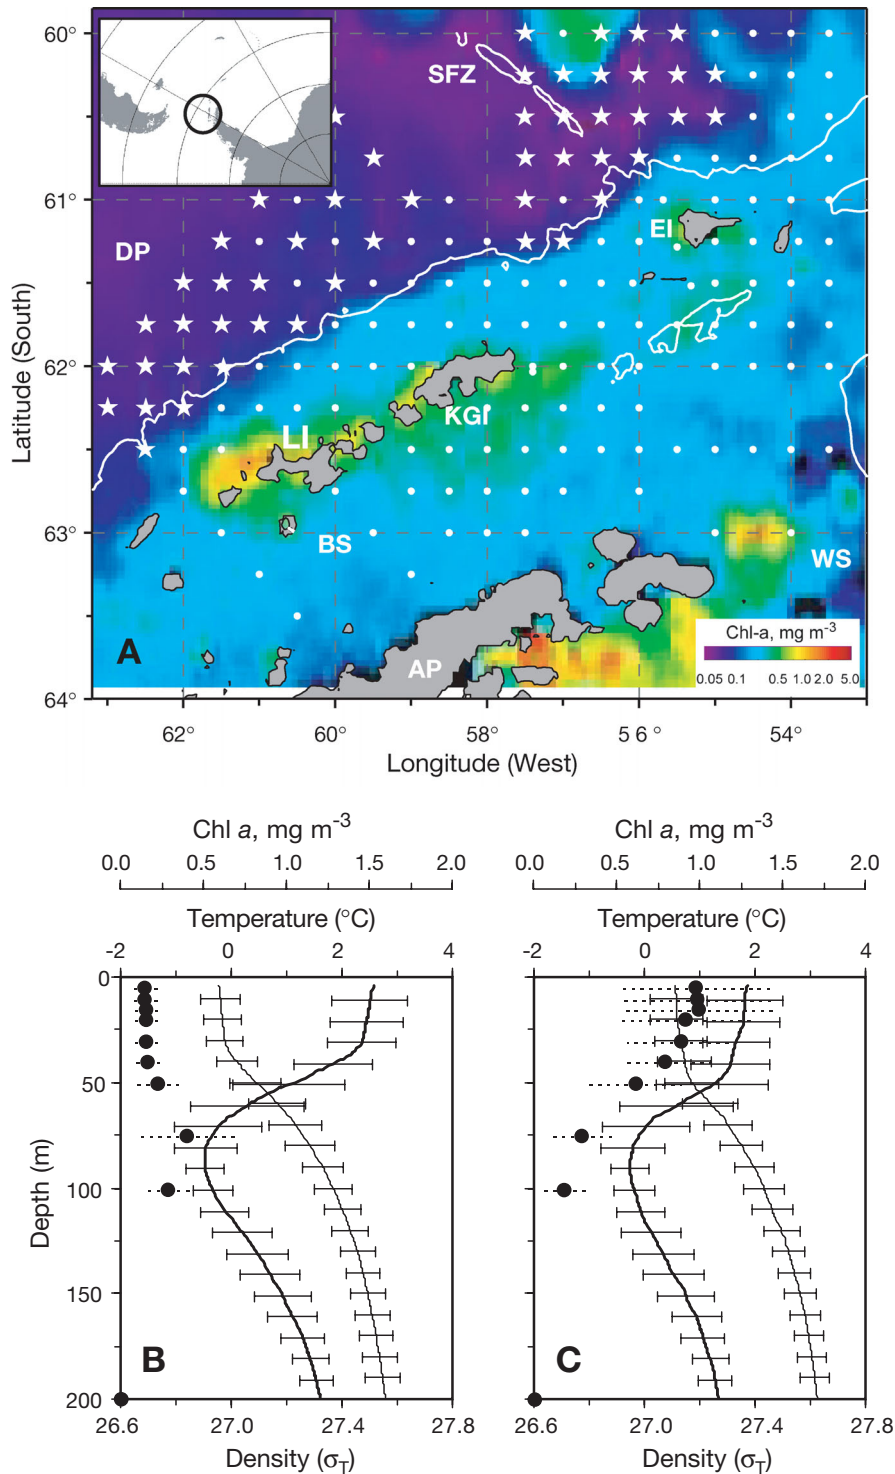 60°
SFZ
61°
EI
DP
Latitude (South)
62°
KGI
LI
63°
BS
WS
A
Chl-a, mg m-3
0.05 0.1 0.5 1.0 2.0 5.0
AP
64°
62° 60° 58° 5 6° 54°
Longitude (West)
Chl a, mg m-3
0.0 0.5 1.0 1.5 2.0
Temperature (°C)
-2 0 2 4
0
50
100
150
200
Depth (m)
B
26.6 27.0 27.4 27.8
Density (σT)
Chl a, mg m-3
0.0 0.5 1.0 1.5 2.0
Temperature (°C)
-2 0 2 4
C
26.6 27.0 27.4 27.8
Density (σT)